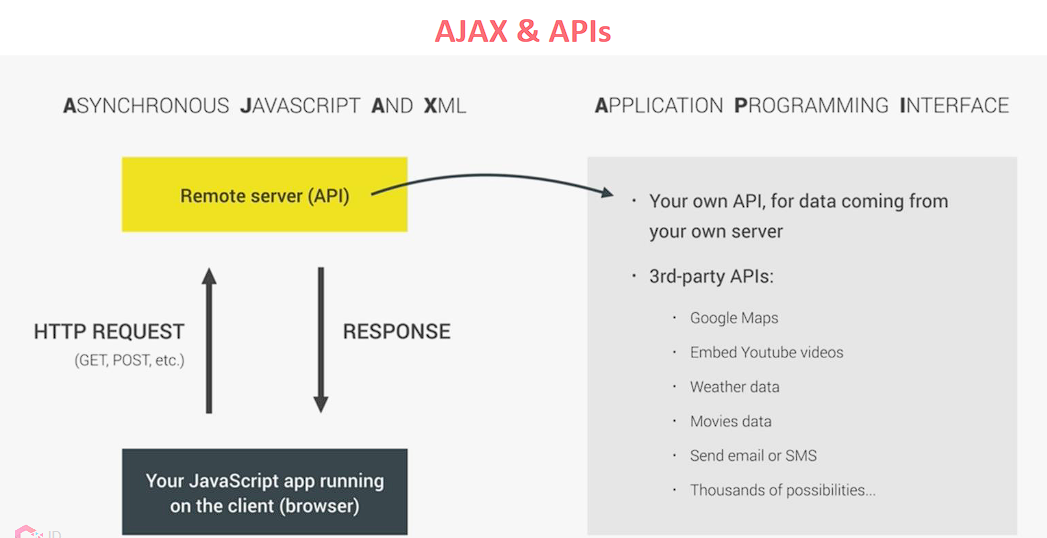 AJAX & APIs
ASYNCHRONOUS JAVASCRIPT AND XML
Remote server (API)
HTTP REQUEST
(GET, POST, etc.)
RESPONSE
Your JavaScript app running
on the client (browser)
APPLICATION PROGRAMMING INTERFACE
· Your own API, for data coming from
your own server
· 3rd-party APIs:
· Google Maps
· Embed Youtube videos
· Weather data
· Movies data
· Send email or SMS
· Thousands of possibilities...